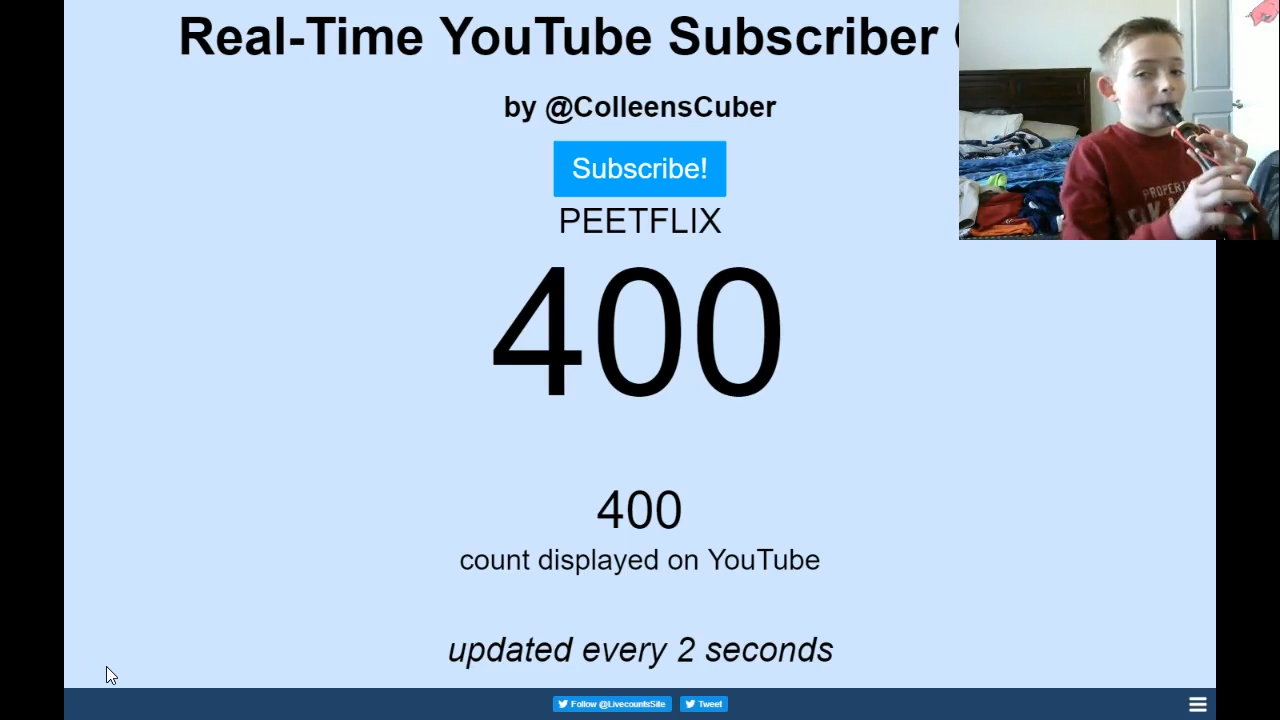 Real-Time YouTube Subscriber
by @ColleensCuber
Subscribe!
PEETFLIX
400
400
count displayed on YouTube
updated every 2 seconds
Follow @LivecountsSite
Tweet